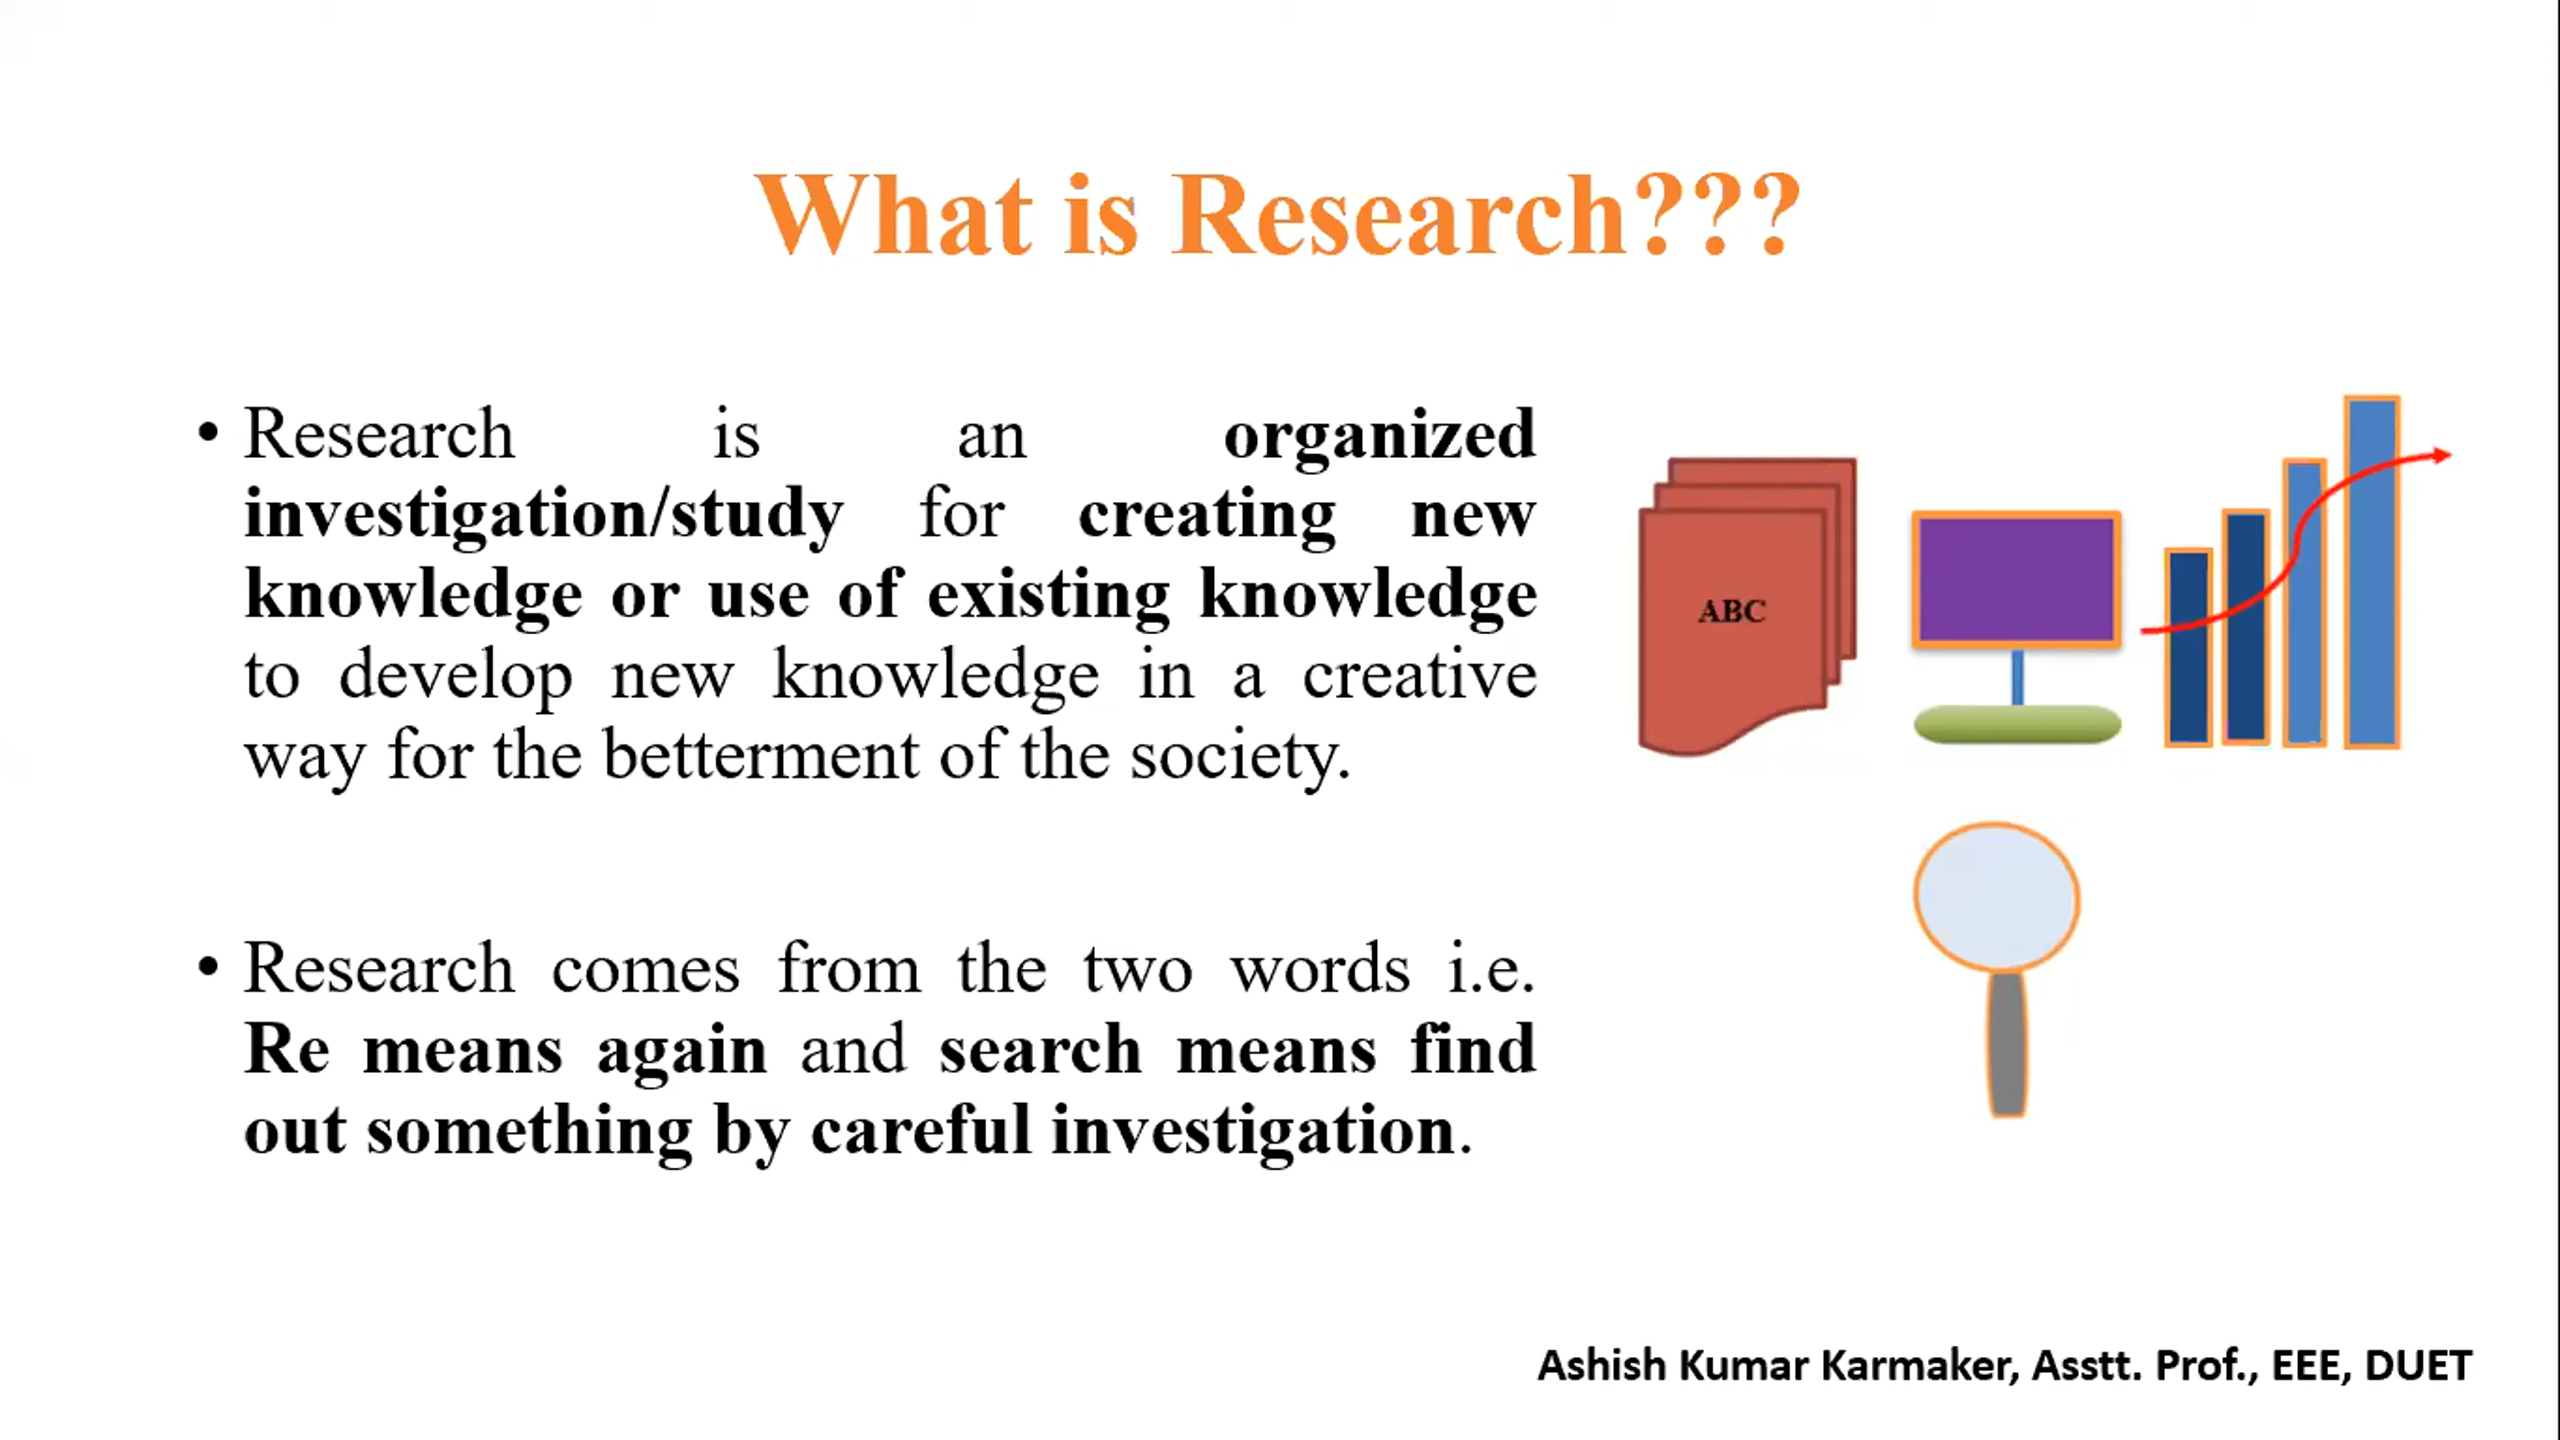 What is Research???
• Research is an organized
investigation/study for creating new
knowledge or use of existing knowledge
to develop new knowledge in a creative
way for the betterment of the society.
ABC
• Research comes from the two words i.e.
Re means again and search means find
out something by careful investigation.
Ashish Kumar Karmaker, Asstt. Prof., EEE, DUET